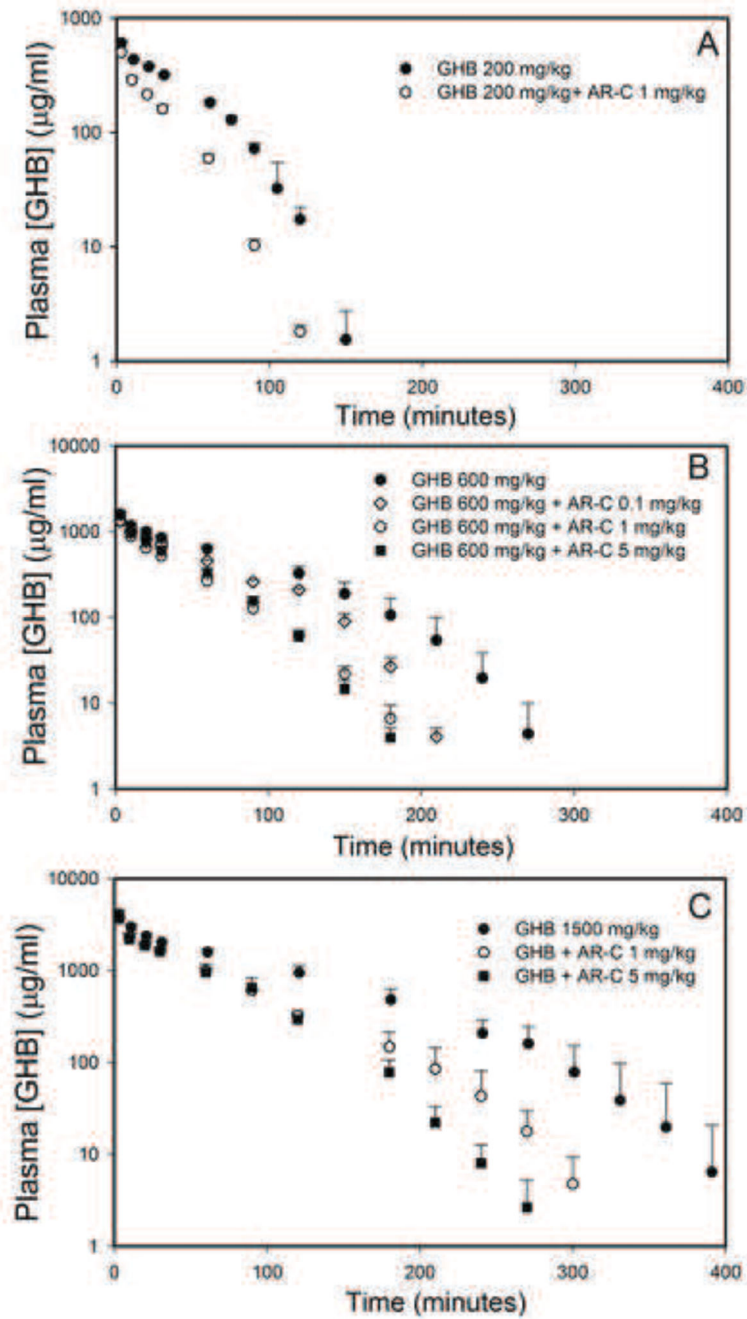 A
1000
100
10
1
Plasma [GHB] (μg/ml)
GHB 200 mg/kg
GHB 200 mg/kg+ AR-C 1 mg/kg
0 100 200 300 400
Time (minutes)
B
10000
1000
100
10
1
Plasma [GHB] (μg/ml)
GHB 600 mg/kg
GHB 600 mg/kg + AR-C 0.1 mg/kg
GHB 600 mg/kg + AR-C 1 mg/kg
GHB 600 mg/kg + AR-C 5 mg/kg
0 100 200 300 400
Time (minutes)
C
10000
1000
100
10
1
Plasma [GHB] (μg/ml)
GHB 1500 mg/kg
GHB + AR-C 1 mg/kg
GHB + AR-C 5 mg/kg
0 100 200 300 400
Time (minutes)